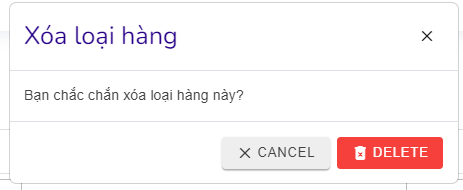 Xóa loại hàng
Bạn chắc chắn xóa loại hàng này?
CANCEL DELETE